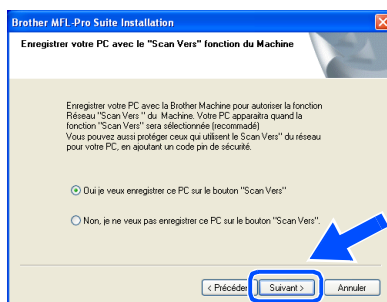 Brother MFL-Pro Suite Installation
Enregistrer votre PC avec le "Scan Vers" fonction du Machine
Enregistrer votre PC avec la Brother Machine pour autoriser la fonction
Réseau "Scan Vers " du  Machine. Votre PC apparaitra quand la
fonction "Scan Vers" sera sélectionnée (recommadé)
Vous pouvez aussi protéger ceux qui utilisent le Scan Vers" du réseau
pour votre PC, en ajoutant un code pin de sécurité.
Oui je veux enregistrer ce PC sur le bouton "Scan Vers"
Non, je ne veux pas enregistrer ce PC sur le bouton "Scan Vers".
< Précéden Suivant > Annuler